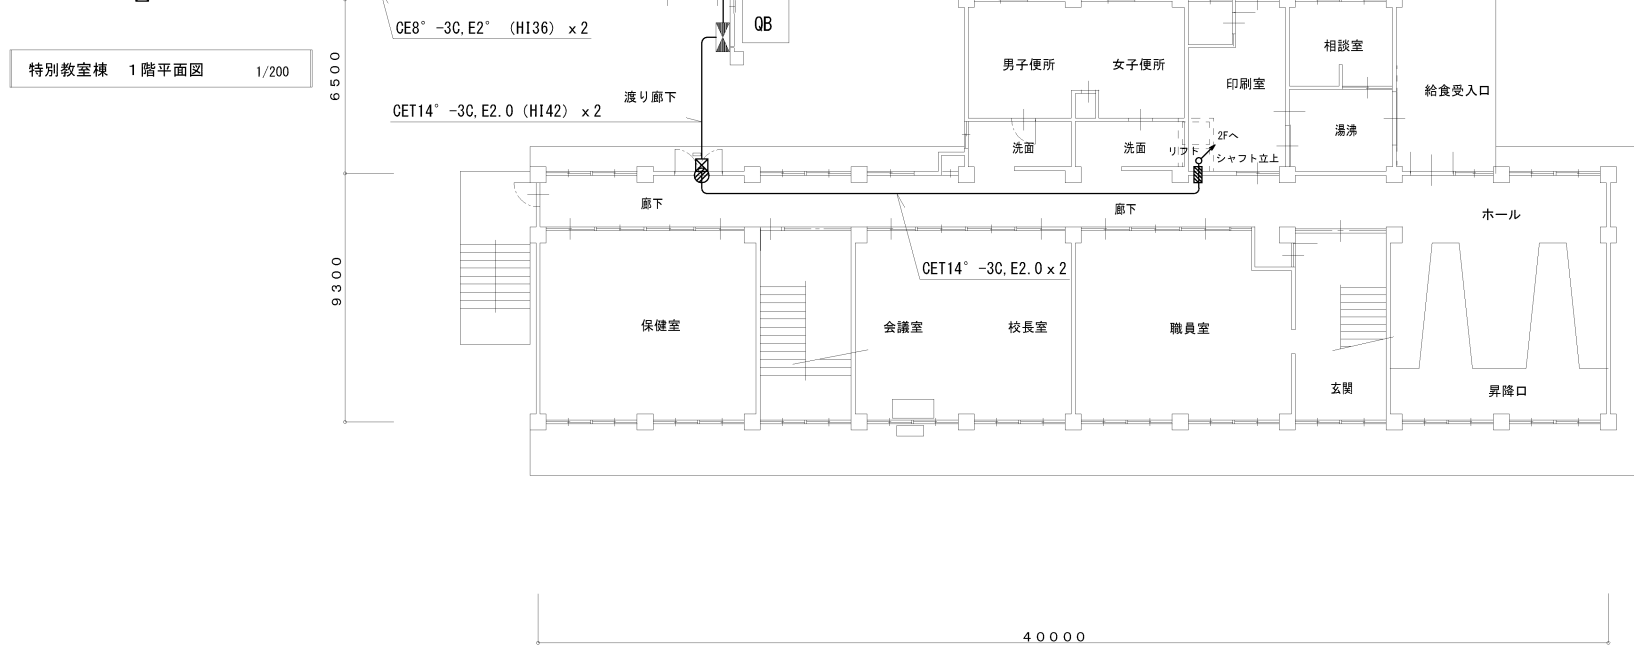 CE8°-3C,E2° (HI36) x2
QB
特別教室棟　1階平面図　1/200
6500
渡り廊下
CET14°-3C,E2.0 (HI42) x2
男子便所
女子便所
印刷室
相談室
給食受入口
湯沸
洗面
洗面
リフト
2Fへ
シャフト立上
廊下
廊下
ホール
9300
CET14°-3C,E2.0x2
保健室
会議室
校長室
職員室
玄関
昇降口
40000